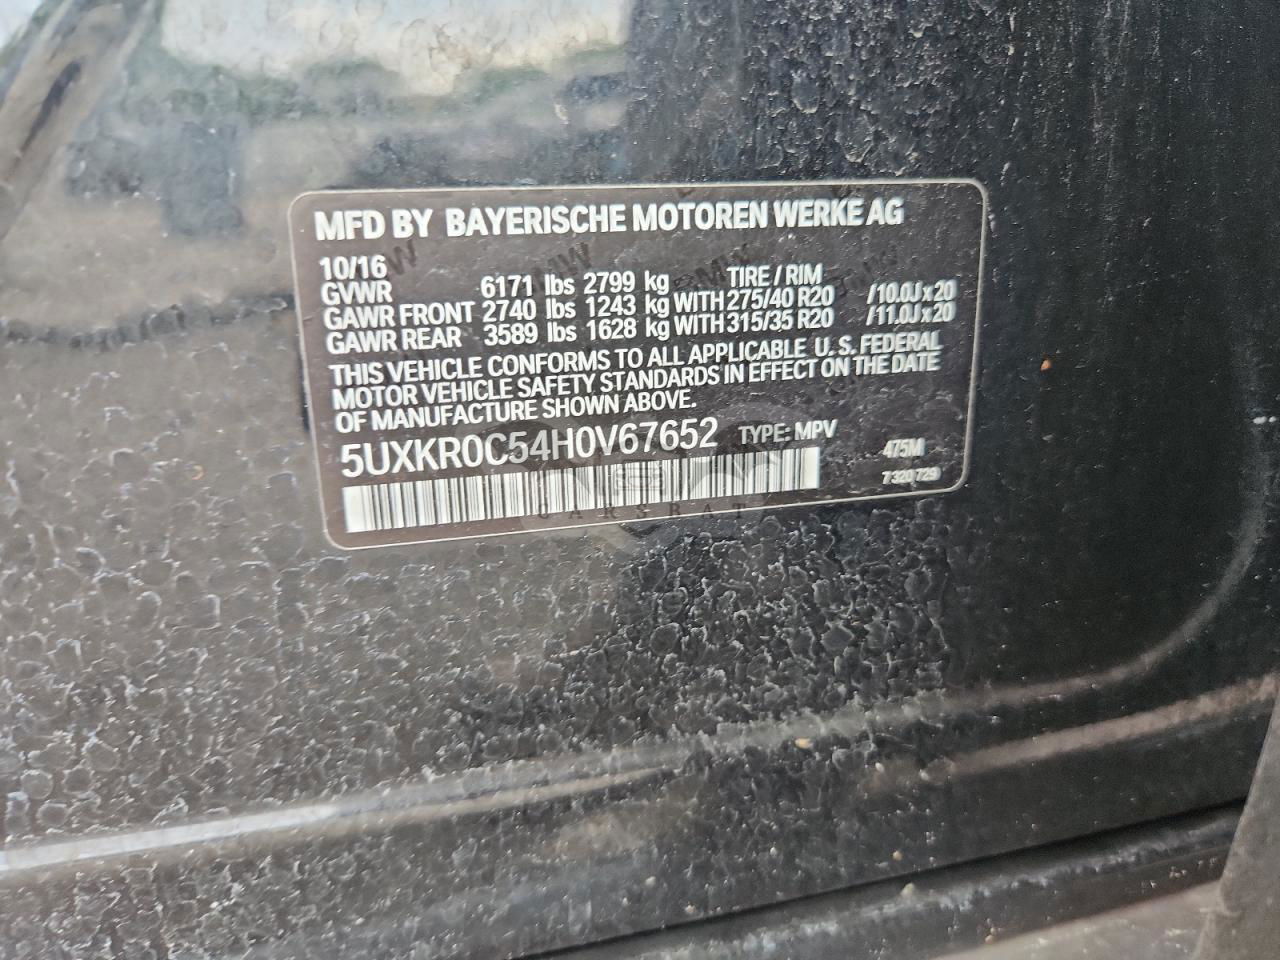 MFD BY BAYERISCHE MOTOREN WERKE AG
10/16
GVWR 6171 lbs 2799 kg TIRE / RIM
GAWR FRONT 2740 lbs 1243 kg WITH 275/40 R20 /10.0J x 20
GAWR REAR 3589 lbs 1628 kg WITH 315/35 R20 /11.0J x 20
THIS VEHICLE CONFORMS TO ALL APPLICABLE U.S. FEDERAL
MOTOR VEHICLE SAFETY STANDARDS IN EFFECT ON THE DATE
OF MANUFACTURE SHOWN ABOVE.
5UXKR0C54H0V67652 TYPE: MPV 475M
7320729
CARSBAT